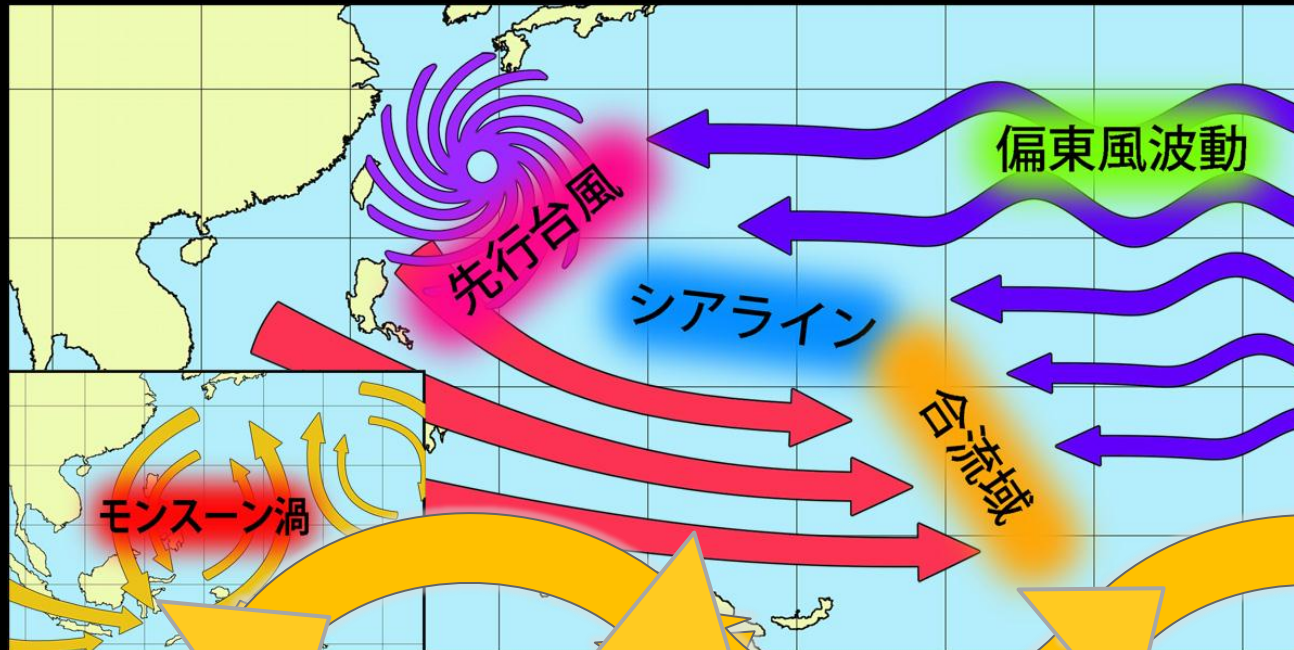 偏東風波動
先行台風
シアライン
合流域
モンスーン渦